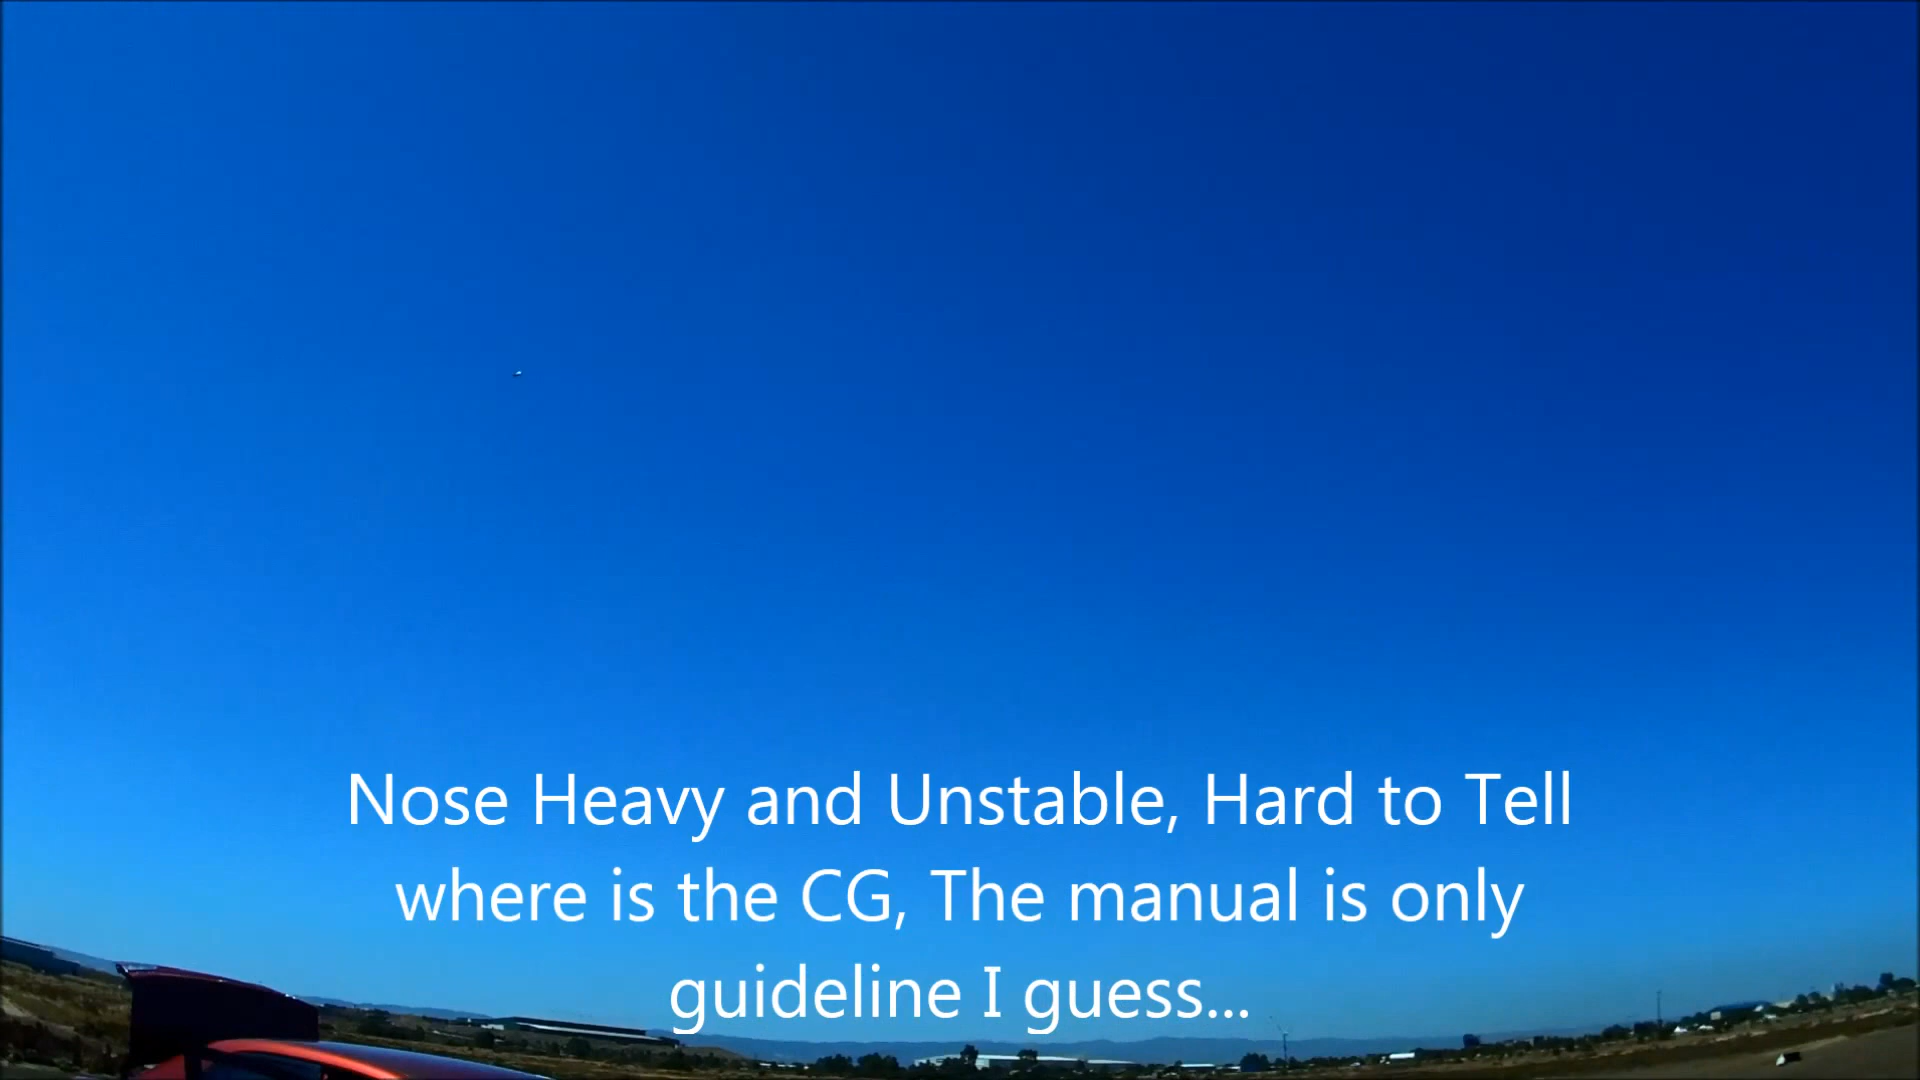 Nose Heavy and Unstable, Hard to Tell
where is the CG, The manual is only
guideline I guess...